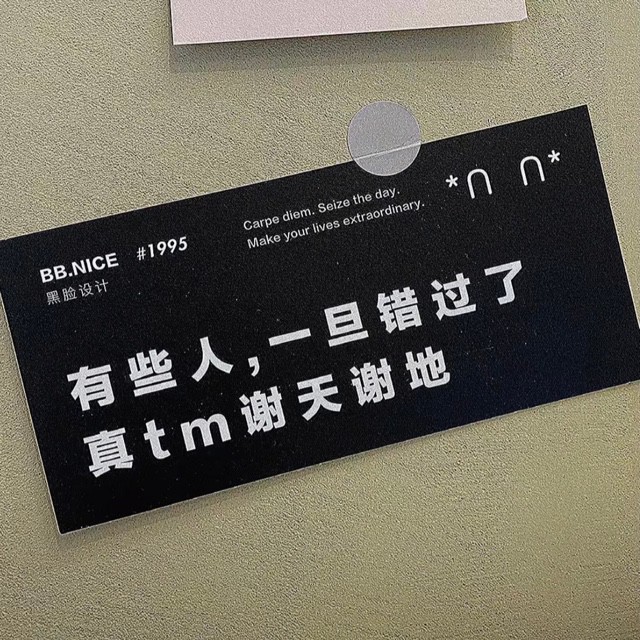 BB.NICE #1995
黑脸设计
Carpe diem. Seize the day.
Make your lives extraordinary.
*∩ ∩*
有些人,一旦错过了
真tm谢天谢地